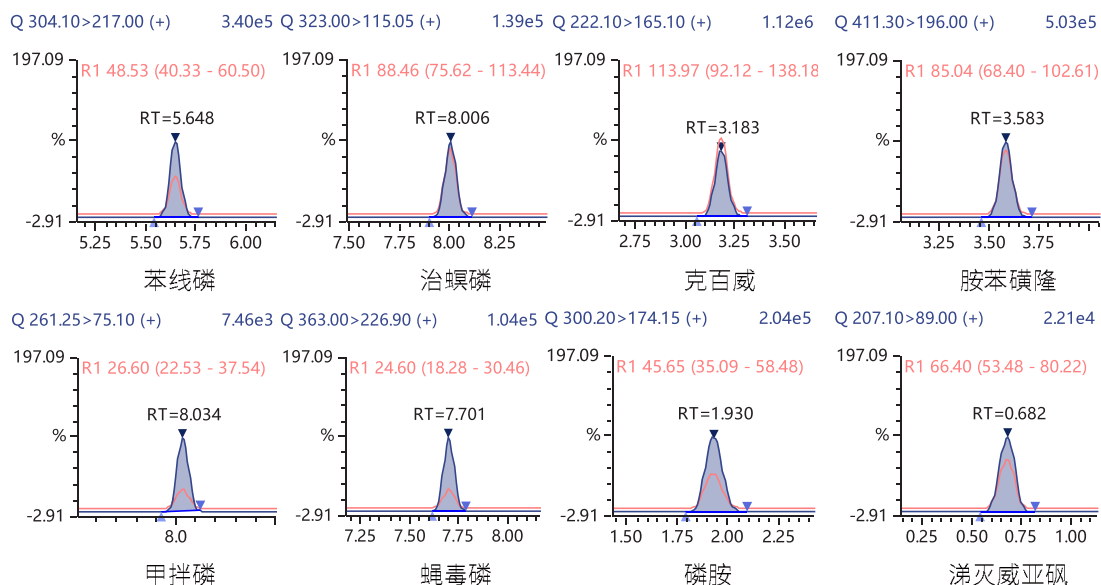 Q 304.10>217.00 (+) 3.40e5
197.09
R1 48.53 (40.33 - 60.50)
RT=5.648
%
-2.91
5.25 5.50 5.75 6.00
苯线磷
Q 323.00>115.05 (+) 1.39e5
197.09
R1 88.46 (75.62 - 113.44)
RT=8.006
%
-2.91
7.50 7.75 8.00 8.25
治螟磷
Q 222.10>165.10 (+) 1.12e6
197.09
R1 113.97 (92.12 - 138.18
RT=3.183
%
-2.91
2.75 3.00 3.25 3.50
克百威
Q 411.30>196.00 (+) 5.03e5
197.09
R1 85.04 (68.40 - 102.61)
RT=3.583
%
-2.91
3.25 3.50 3.75
胺苯磺隆
Q 261.25>75.10 (+) 7.46e3
197.09
R1 26.60 (22.53 - 37.54)
RT=8.034
%
-2.91
8.0
甲拌磷
Q 363.00>226.90 (+) 1.04e5
197.09
R1 24.60 (18.28 - 30.46)
RT=7.701
%
-2.91
7.25 7.50 7.75 8.00
蝇毒磷
Q 300.20>174.15 (+) 2.04e5
197.09
R1 45.65 (35.09 - 58.48)
RT=1.930
%
-2.91
1.50 1.75 2.00 2.25
磷胺
Q 207.10>89.00 (+) 2.21e4
197.09
R1 66.40 (53.48 - 80.22)
RT=0.682
%
-2.91
0.25 0.50 0.75 1.00
涕灭威亚砜